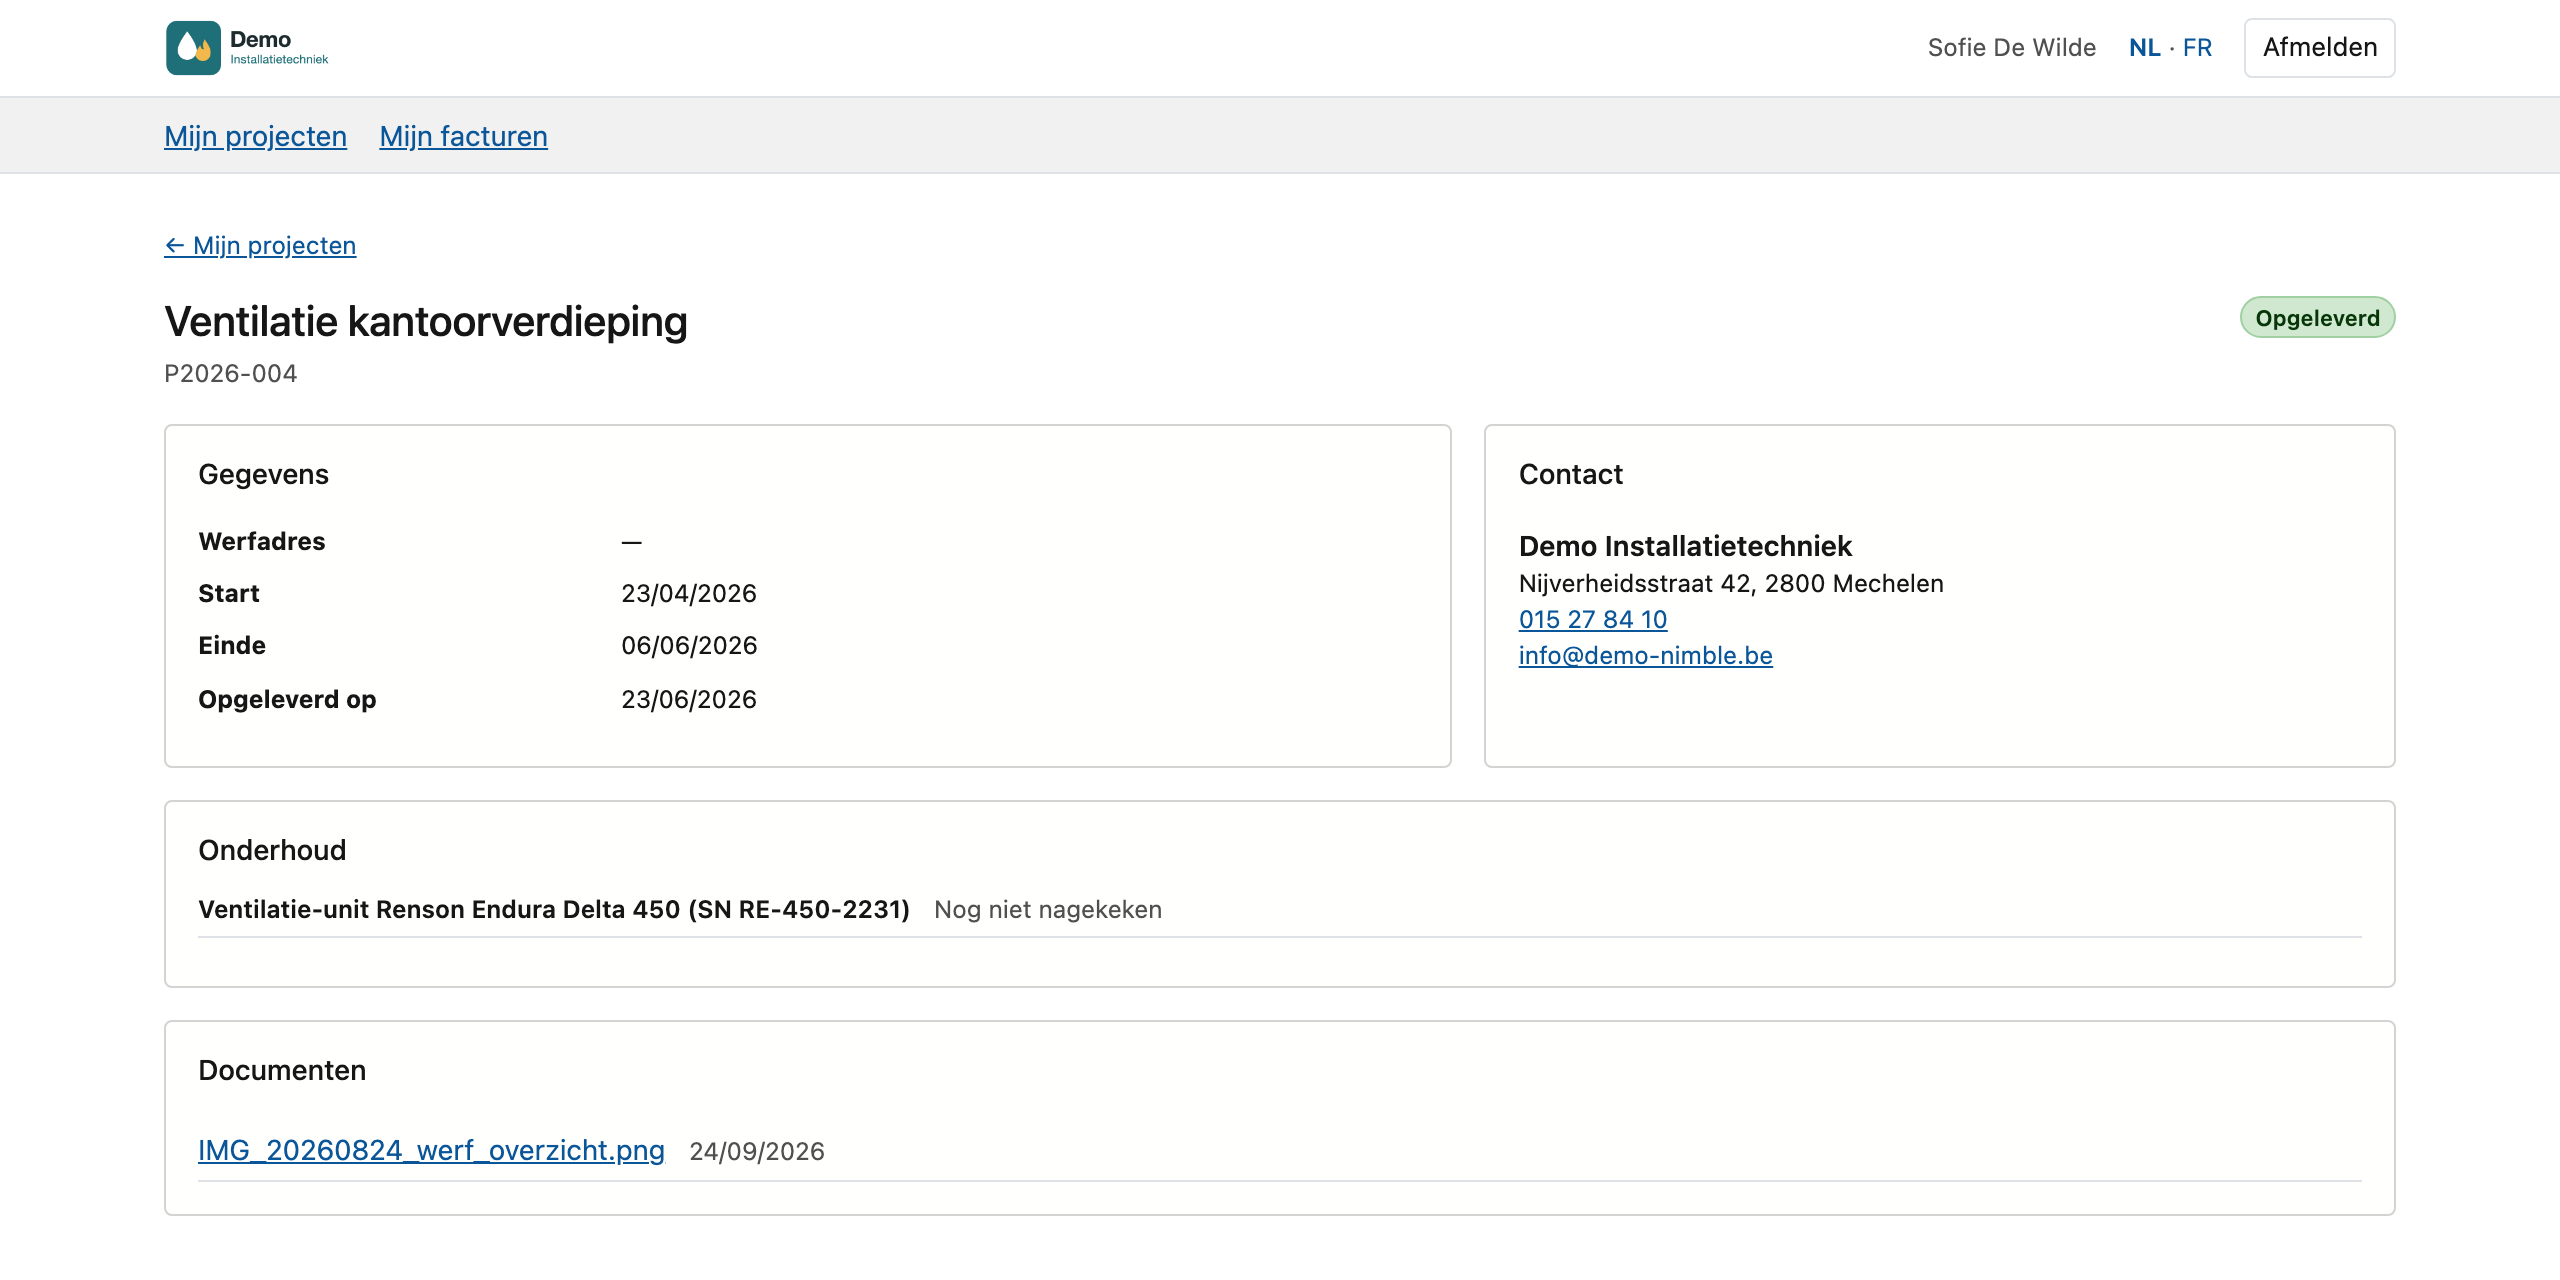 Demo
Installatietechniek
Sofie De Wilde NL · FR Afmelden
Mijn projecten Mijn facturen
← Mijn projecten
Ventilatie kantoorverdieping
Opgeleverd
P2026-004
Gegevens
Werfadres —
Start 23/04/2026
Einde 06/06/2026
Opgeleverd op 23/06/2026
Contact
Demo Installatietechniek
Nijverheidsstraat 42, 2800 Mechelen
015 27 84 10
info@demo-nimble.be
Onderhoud
Ventilatie-unit Renson Endura Delta 450 (SN RE-450-2231) Nog niet nagekeken
Documenten
IMG_20260824_werf_overzicht.png 24/09/2026